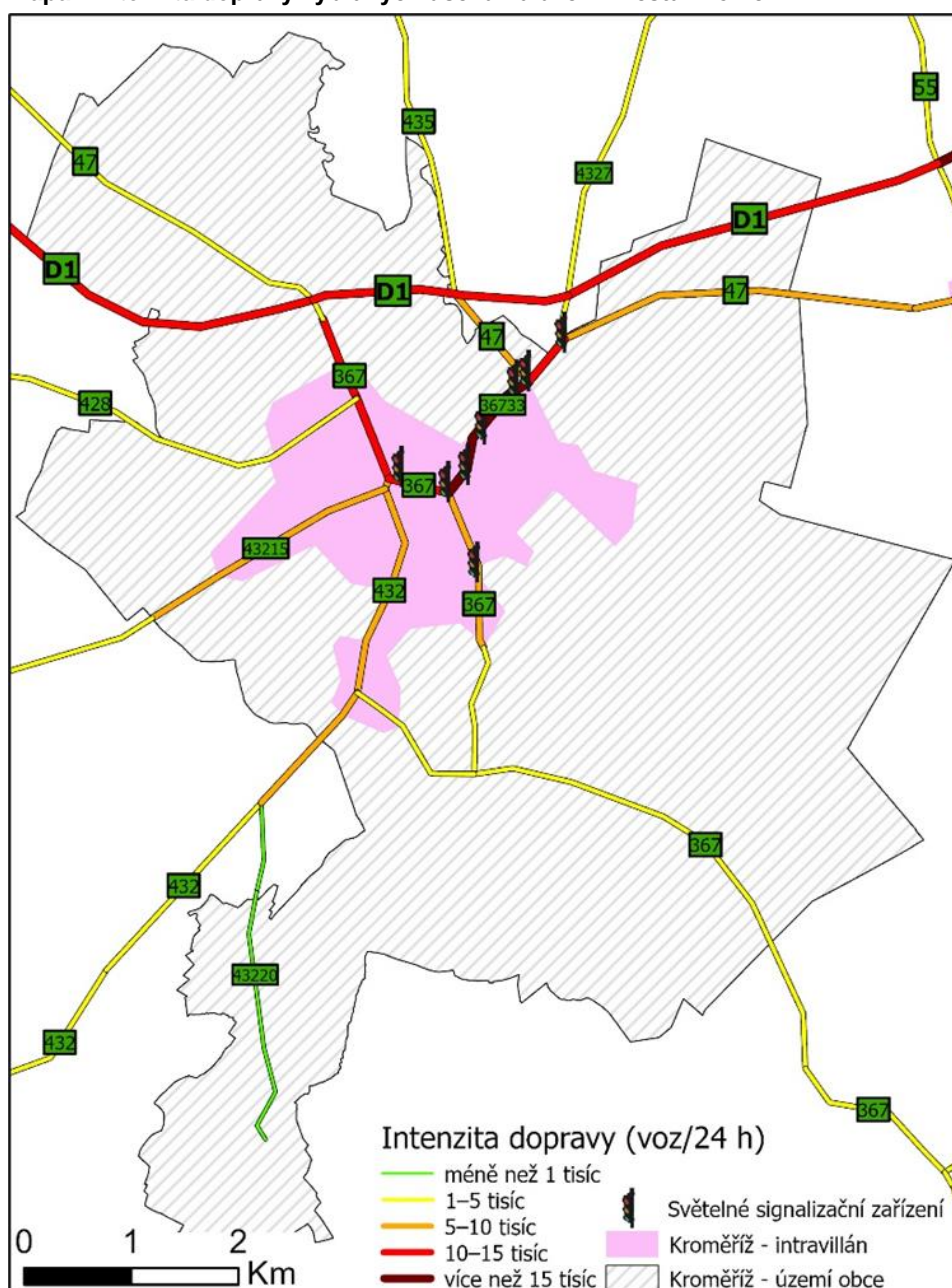 435
55
47
4327
D1
D1
D1
47
47
367
428
36733
367
43215
432
367
367
432
43220
432
367
Intenzita dopravy (voz/24 h)
méně než 1 tisíc
1–5 tisíc
5–10 tisíc
10–15 tisíc
více než 15 tisíc
Světelné signalizační zařízení
Kroměříž - intravillán
Kroměříž - území obce
0 1 2
Km